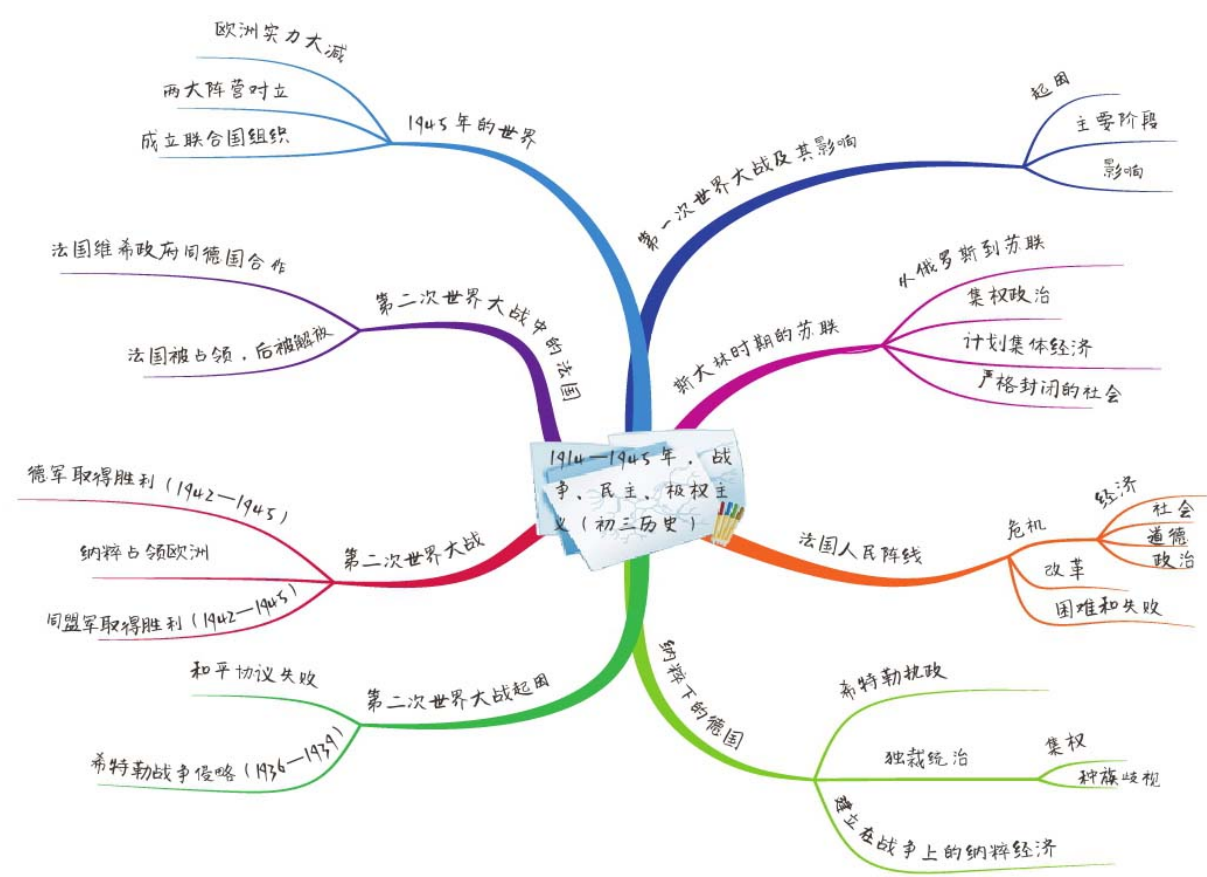 1914—1945年，战
争、民主、极权主
义（初三历史）
第一次世界大战及其影响
起因
主要阶段
影响
斯大林时期的苏联
从俄罗斯到苏联
集权政治
计划集体经济
严格封闭的社会
法国人民阵线
危机
经济
社会
道德
政治
改革
困难和失败
纳粹下的德国
希特勒执政
独裁统治
集权
种族歧视
建立在战争上的纳粹经济
第二次世界大战起因
和平协议失败
希特勒战争侵略（1936—1939）
第二次世界大战
德军取得胜利（1942—1945）
纳粹占领欧洲
同盟军取得胜利（1942—1945）
第二次世界大战中的法国
法国维希政府同德国合作
法国被占领，后被解放
1945年的世界
欧洲实力大减
两大阵营对立
成立联合国组织